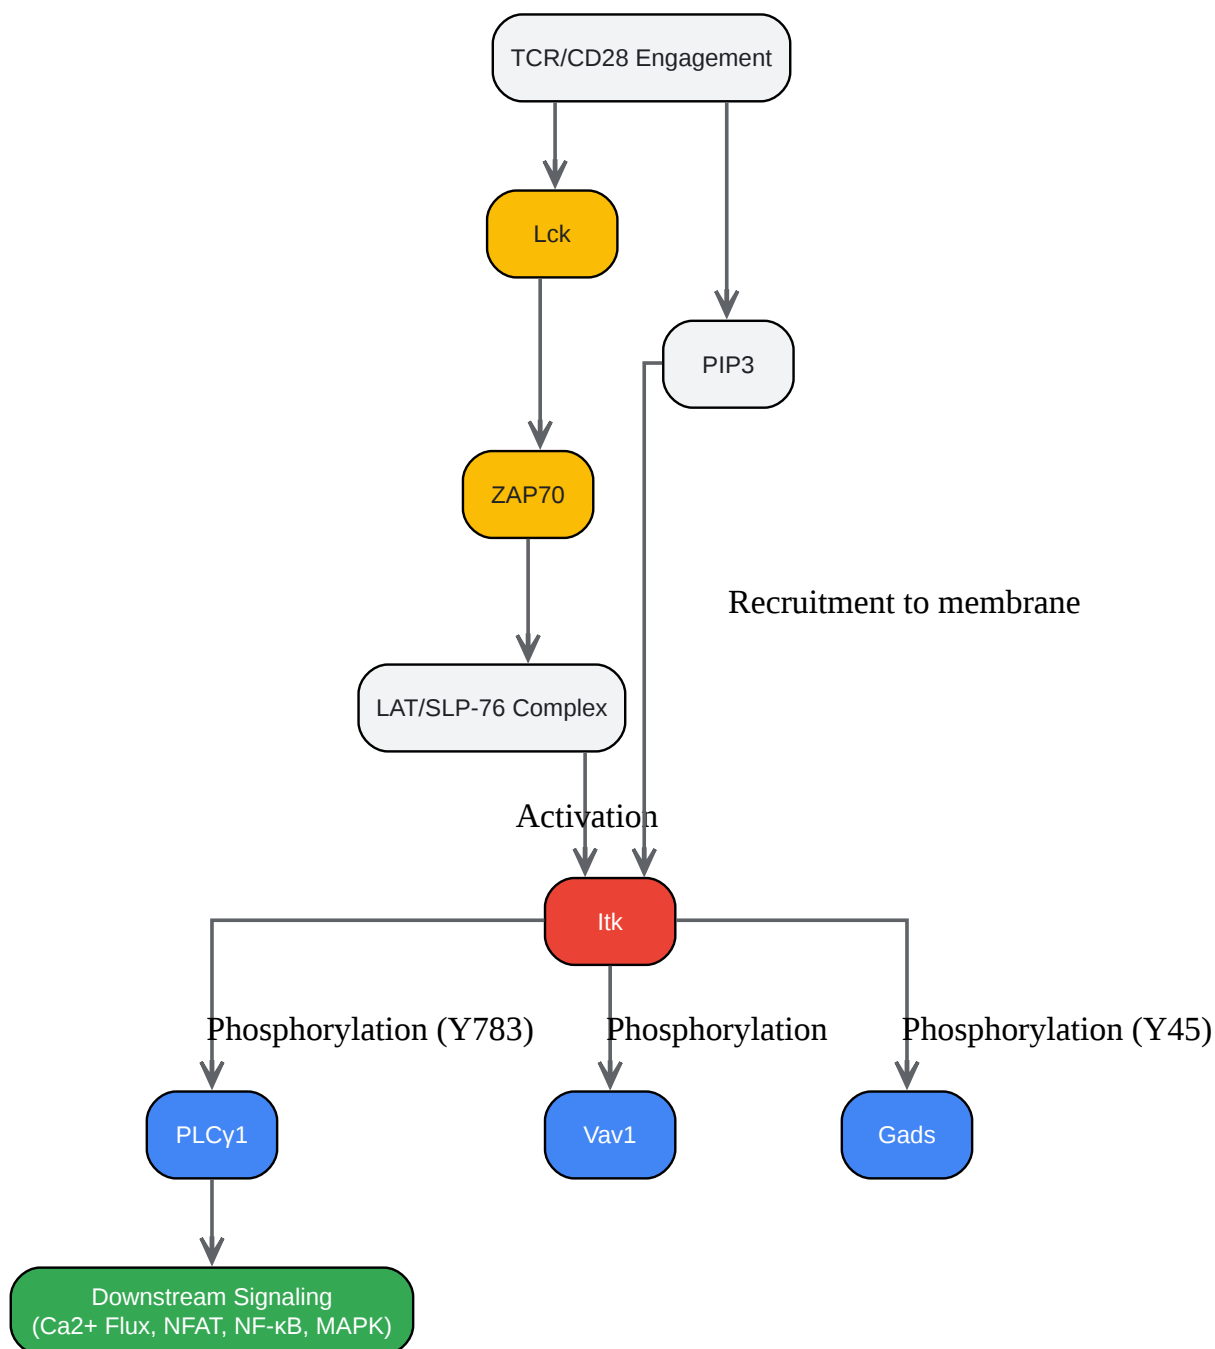 TCR/CD28 Engagement
Lck
PIP3
ZAP70
Recruitment to membrane
LAT/SLP-76 Complex
Activation
Itk
Phosphorylation (Y783)
Phosphorylation
Phosphorylation (Y45)
PLCγ1
Vav1
Gads
Downstream Signaling
(Ca2+ Flux, NFAT, NF-κB, MAPK)